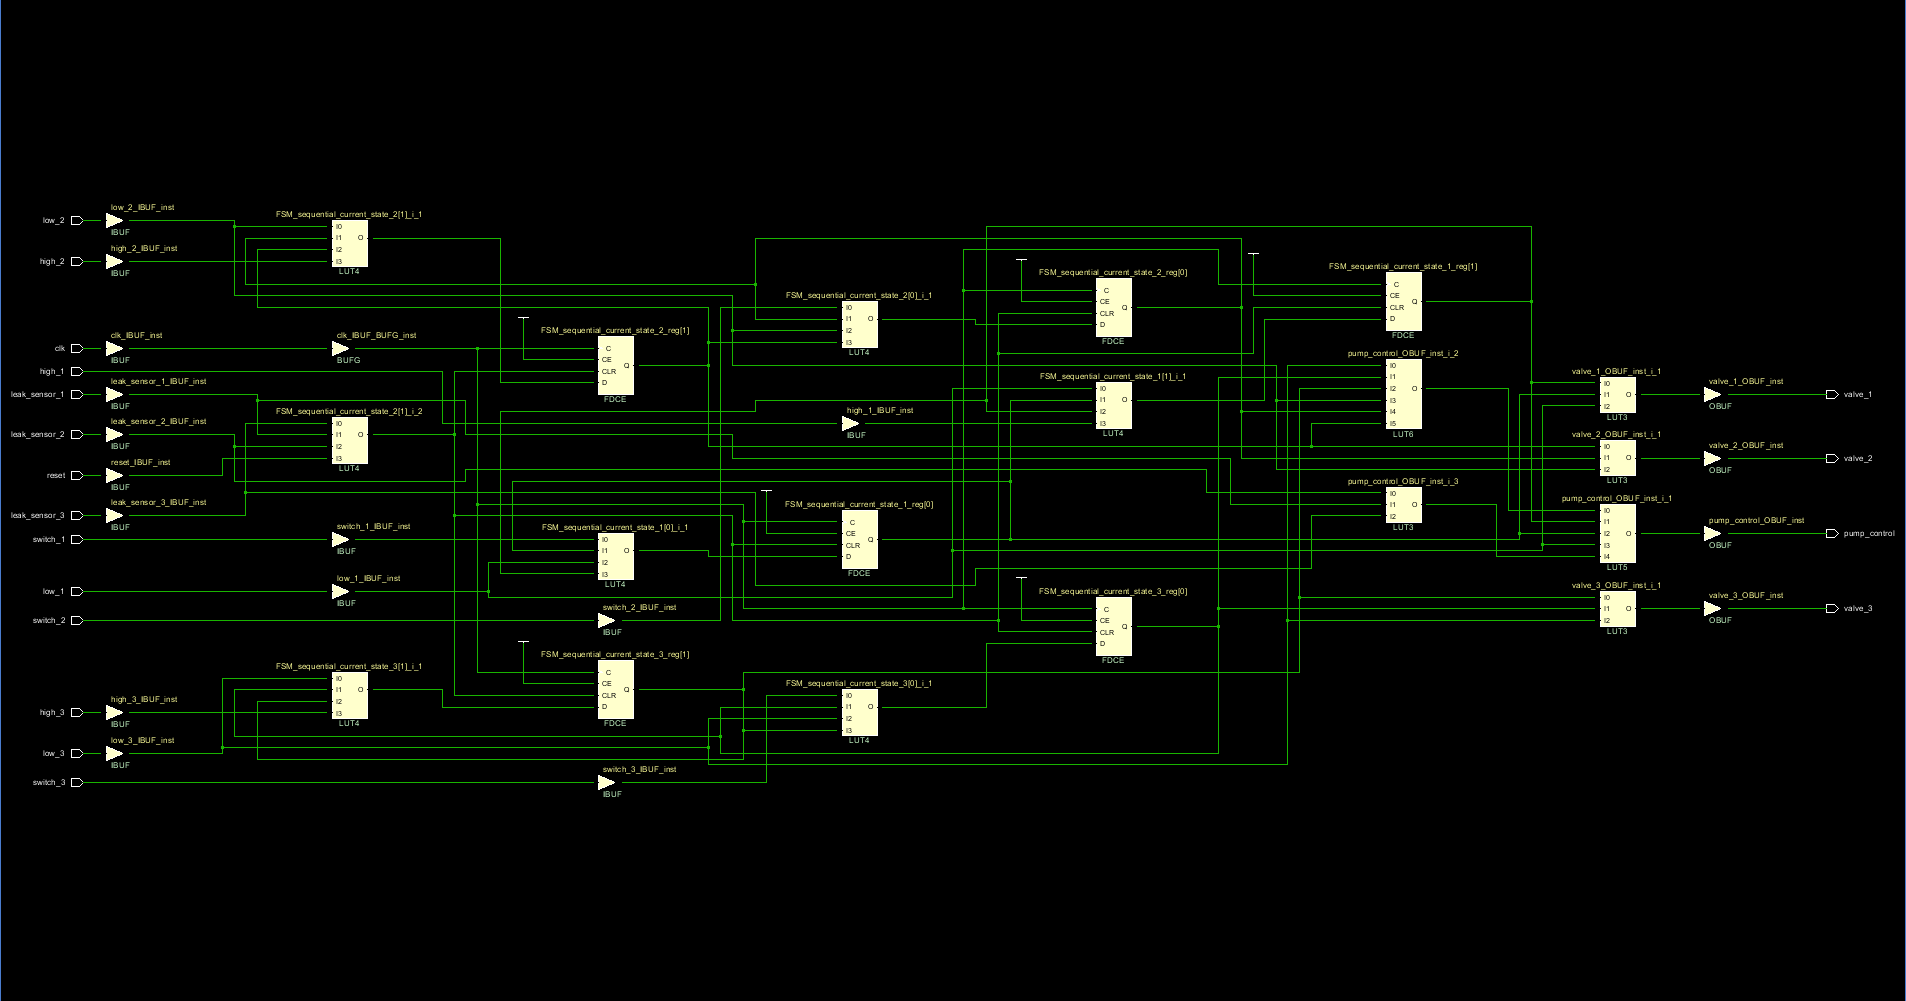 low_2
low_2_IBUF_inst
IBUF
high_2
high_2_IBUF_inst
IBUF
FSM_sequential_current_state_2[1]_i_1
I0
I1
I2
I3
O
LUT4
clk
clk_IBUF_inst
IBUF
clk_IBUF_BUFG_inst
BUFG
high_1
leak_sensor_1
leak_sensor_1_IBUF_inst
IBUF
leak_sensor_2
leak_sensor_2_IBUF_inst
IBUF
reset
reset_IBUF_inst
IBUF
leak_sensor_3
leak_sensor_3_IBUF_inst
IBUF
FSM_sequential_current_state_2[1]_i_2
I0
I1
I2
I3
O
LUT4
switch_1
switch_1_IBUF_inst
IBUF
low_1
low_1_IBUF_inst
IBUF
switch_2
switch_2_IBUF_inst
IBUF
high_3
high_3_IBUF_inst
IBUF
low_3
low_3_IBUF_inst
IBUF
switch_3
switch_3_IBUF_inst
IBUF
FSM_sequential_current_state_3[1]_i_1
I0
I1
I2
I3
O
LUT4
FSM_sequential_current_state_2_reg[1]
C
CE
CLR
D
Q
FDCE
FSM_sequential_current_state_1[0]_i_1
I0
I1
I2
I3
O
LUT4
FSM_sequential_current_state_3_reg[1]
C
CE
CLR
D
Q
FDCE
FSM_sequential_current_state_2[0]_i_1
I0
I1
I2
I3
O
LUT4
high_1_IBUF_inst
IBUF
FSM_sequential_current_state_1_reg[0]
C
CE
CLR
D
Q
FDCE
FSM_sequential_current_state_3[0]_i_1
I0
I1
I2
I3
O
LUT4
FSM_sequential_current_state_2_reg[0]
C
CE
CLR
D
Q
FDCE
FSM_sequential_current_state_1[1]_i_1
I0
I1
I2
I3
O
LUT4
FSM_sequential_current_state_3_reg[0]
C
CE
CLR
D
Q
FDCE
FSM_sequential_current_state_1_reg[1]
C
CE
CLR
D
Q
FDCE
pump_control_OBUF_inst_i_2
I0
I1
I2
I3
I4
I5
O
LUT6
pump_control_OBUF_inst_i_3
I0
I1
I2
O
LUT3
valve_1_OBUF_inst_i_1
I0
I1
I2
O
LUT3
valve_1_OBUF_inst
OBUF
valve_1
valve_2_OBUF_inst_i_1
I0
I1
I2
O
LUT3
valve_2_OBUF_inst
OBUF
valve_2
pump_control_OBUF_inst_i_1
I0
I1
I2
I3
I4
O
LUT5
pump_control_OBUF_inst
OBUF
pump_control
valve_3_OBUF_inst_i_1
I0
I1
I2
O
LUT3
valve_3_OBUF_inst
OBUF
valve_3